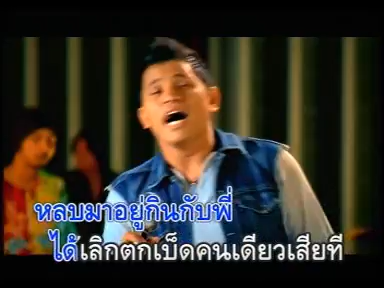 หลบมาอยู่กินกับพี่
ได้เลิกตกเบ็ดคนเดียวเสียที